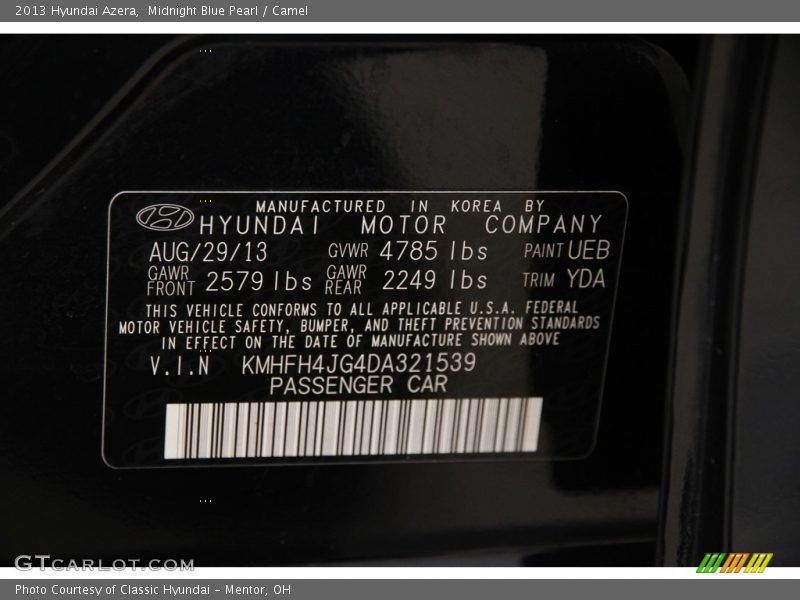 2013 Hyundai Azera, Midnight Blue Pearl / Camel
MANUFACTURED IN KOREA BY
HYUNDAI MOTOR COMPANY
AUG/29/13 GVWR 4785 lbs PAINT UEB
GAWR FRONT 2579 lbs GAWR REAR 2249 lbs TRIM YDA
THIS VEHICLE CONFORMS TO ALL APPLICABLE U.S.A. FEDERAL
MOTOR VEHICLE SAFETY, BUMPER, AND THEFT PREVENTION STANDARDS
IN EFFECT ON THE DATE OF MANUFACTURE SHOWN ABOVE
V.I.N KMHFH4JG4DA321539
PASSENGER CAR
GTCARLOT.COM
Photo Courtesy of Classic Hyundai - Mentor, OH